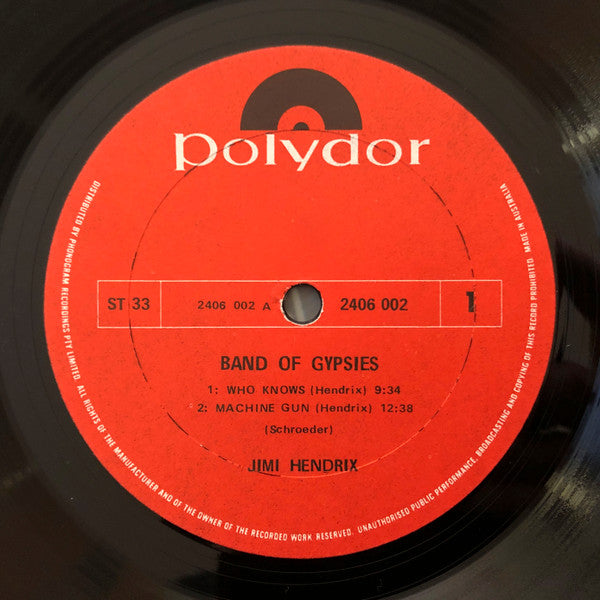 polydor
ST 33
2406 002 A
2406 002
1
BAND OF GYPSIES
1: WHO KNOWS (Hendrix) 9:34
2: MACHINE GUN (Hendrix) 12:38
(Schroeder)
JIMI HENDRIX
DISTRIBUTED BY PHONOGRAM RECORDINGS PTY LIMITED. ALL RIGHTS OF THE MANUFACTURER AND OF THE OWNER OF THE RECORDED WORK RESERVED. UNAUTHORISED PUBLIC PERFORMANCE, BROADCASTING AND COPYING OF THIS RECORD PROHIBITED. MADE IN AUSTRALIA